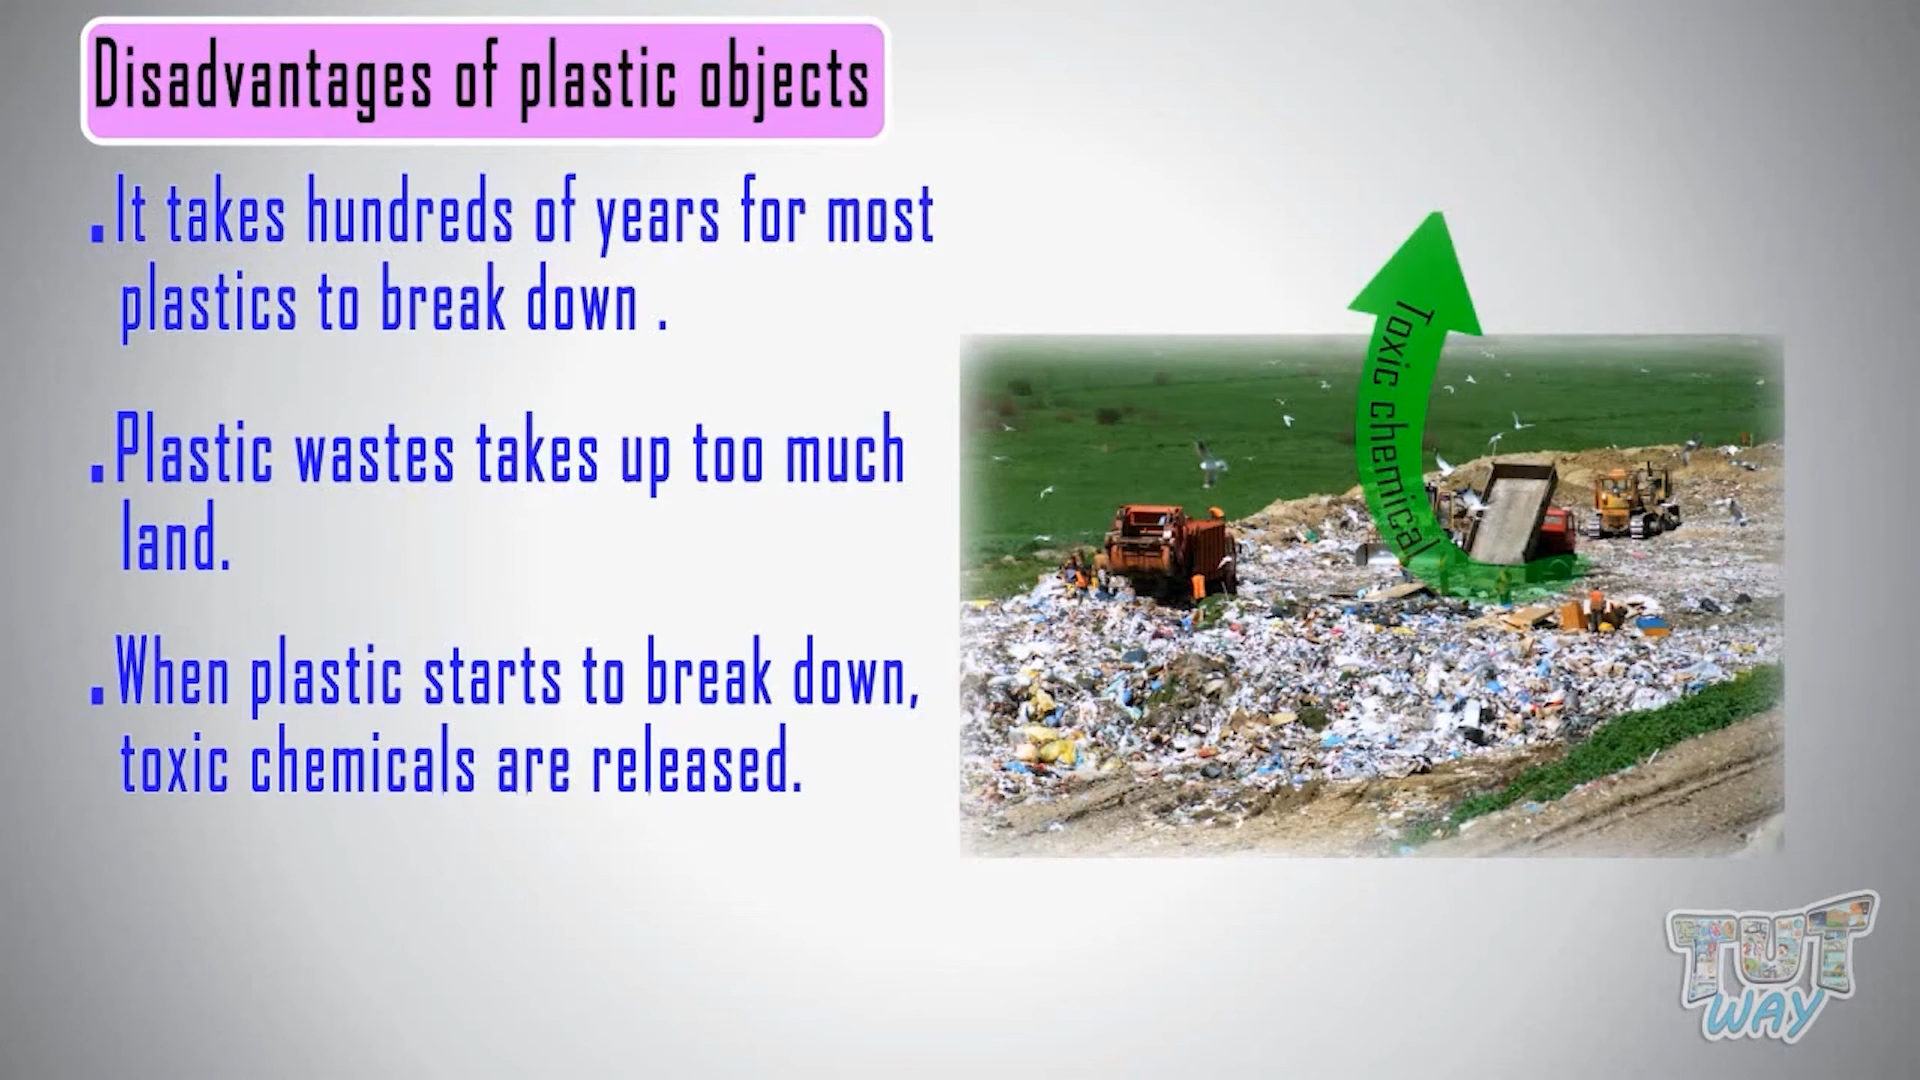 Disadvantages of plastic objects
.It takes hundreds of years for most
plastics to break down .
.Plastic wastes takes up too much
land.
.When plastic starts to break down,
toxic chemicals are released.
Toxic chemical
TUT
WAY